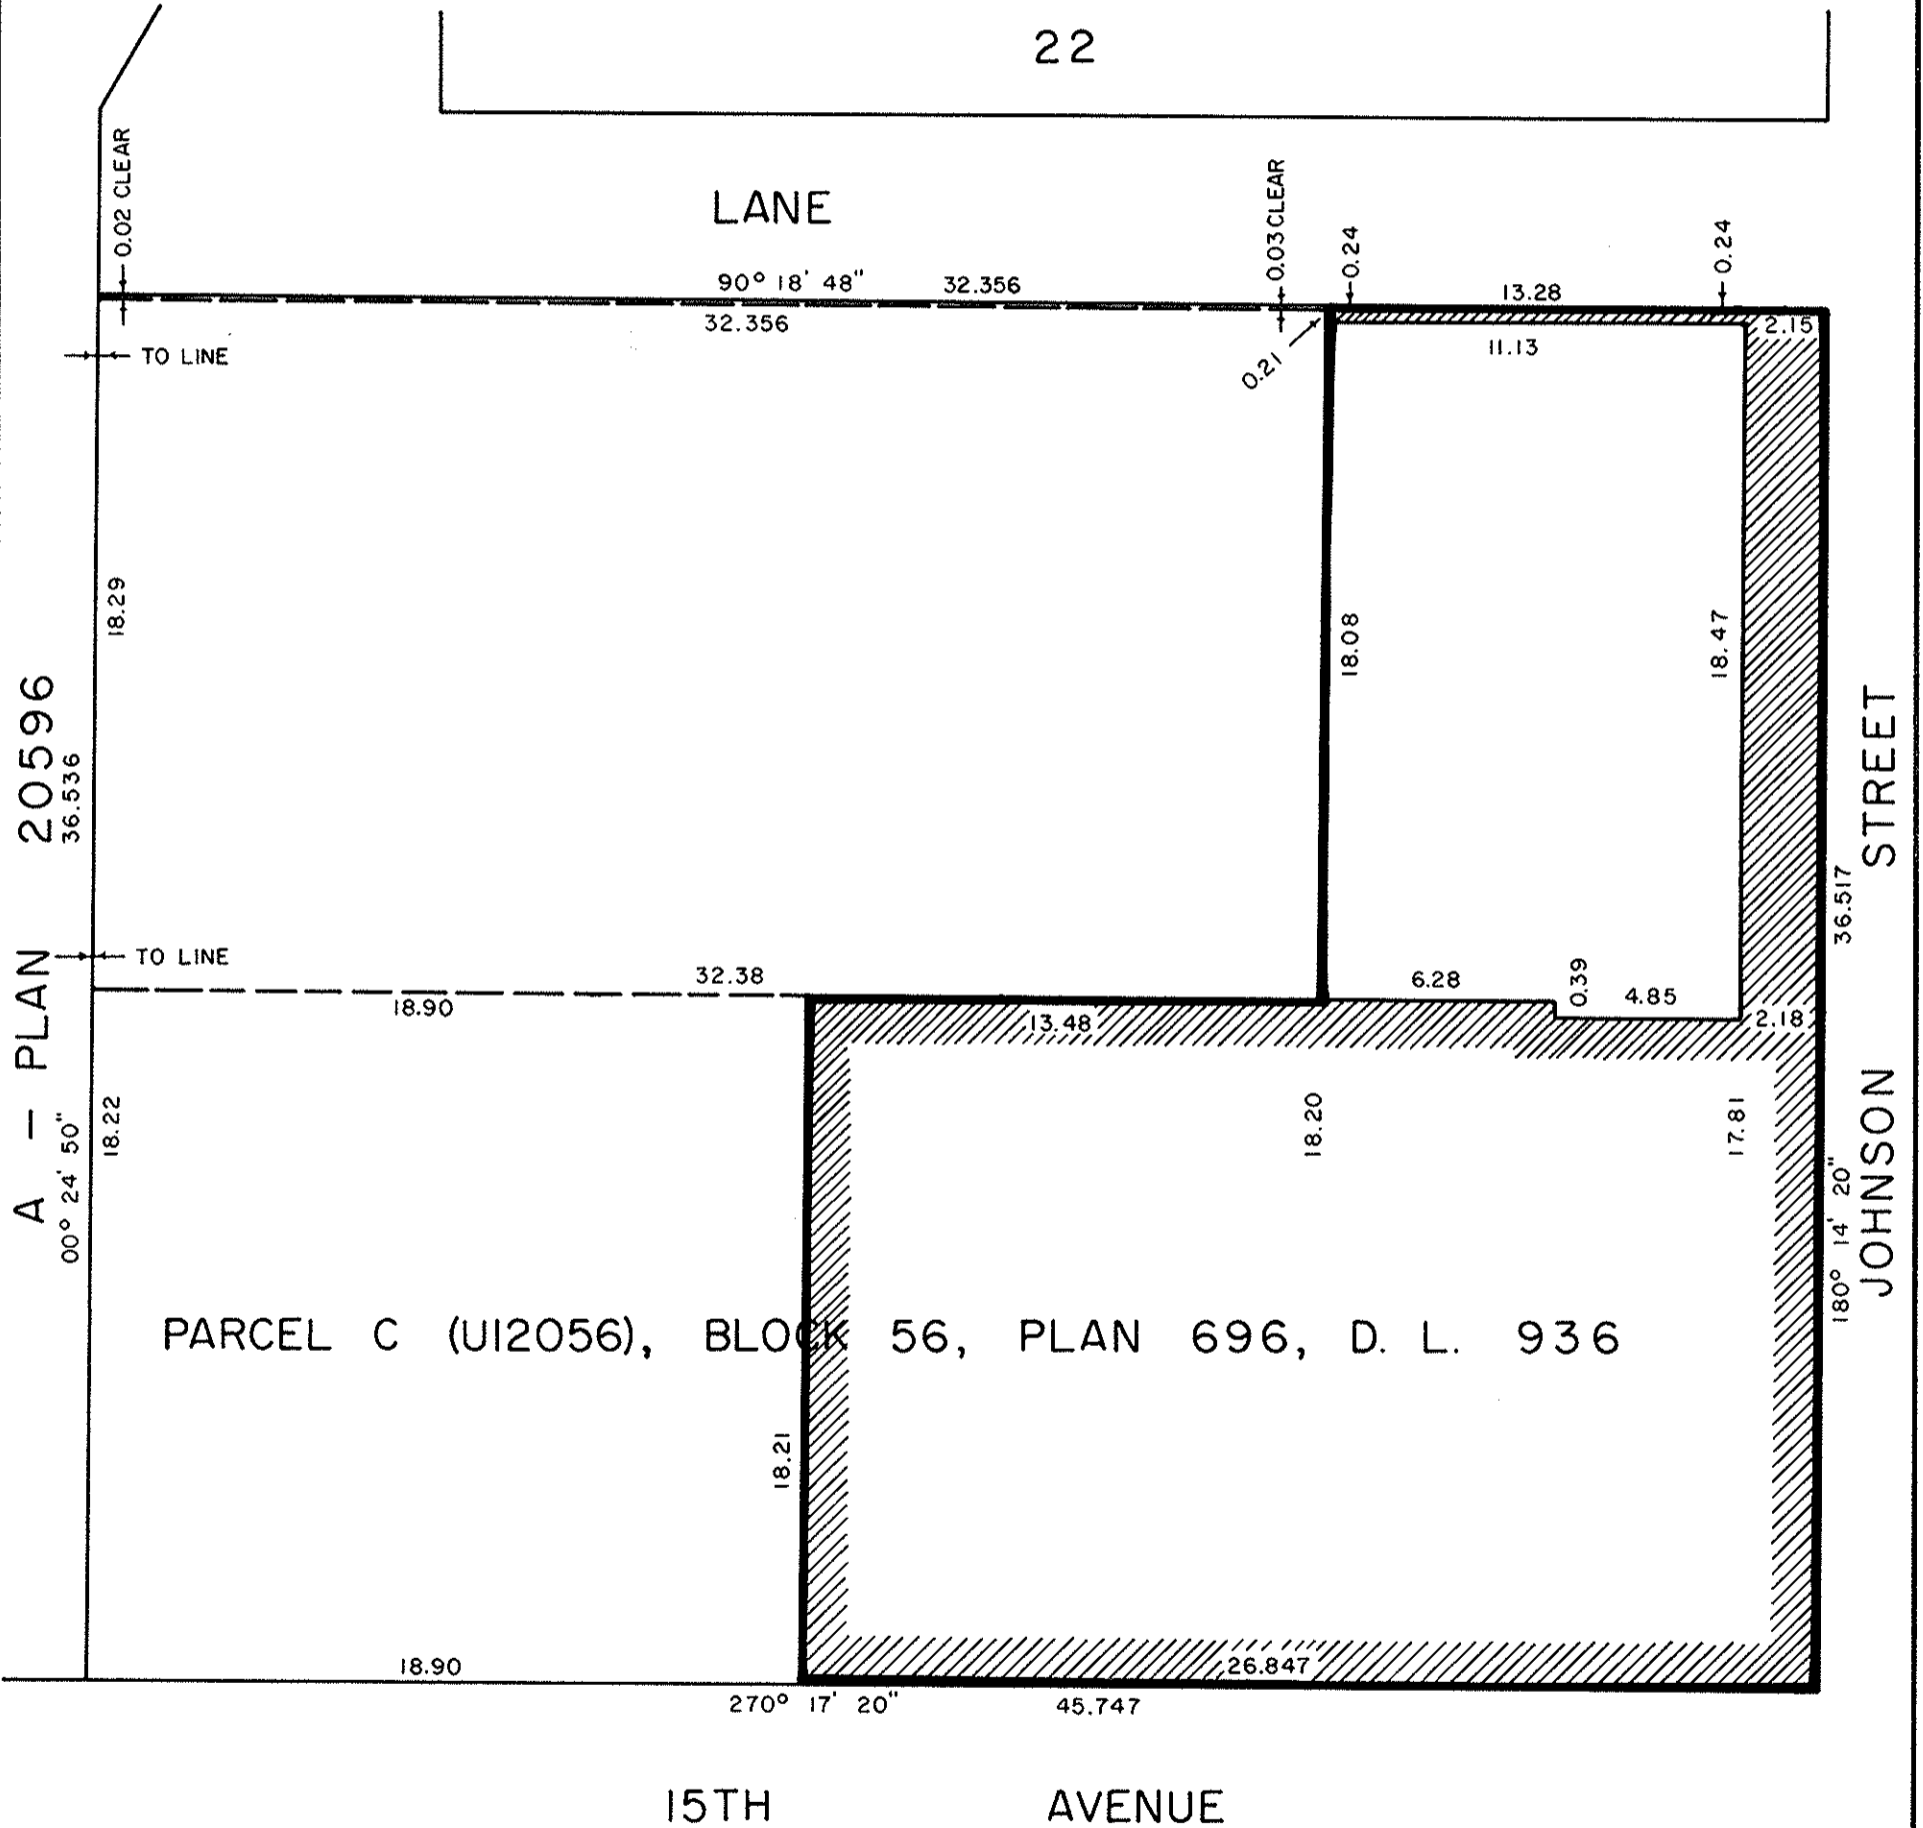 22
0.02 CLEAR
LANE
0.03 CLEAR
0.24
0.24
90° 18' 48" 32.356
13.28
32.356
2.15
TO LINE
11.13
0.21
18.29
18.08
18.47
A - PLAN 20596
36.536
STREET
36.517
TO LINE
32.38
6.28
0.39
4.85
18.90
13.48
2.18
00° 24' 50"
18.22
18.20
17.81
180° 14' 20"
JOHNSON
PARCEL C (U12056), BLOCK 56, PLAN 696, D. L. 936
18.21
18.90
26.847
270° 17' 20" 45.747
15TH AVENUE